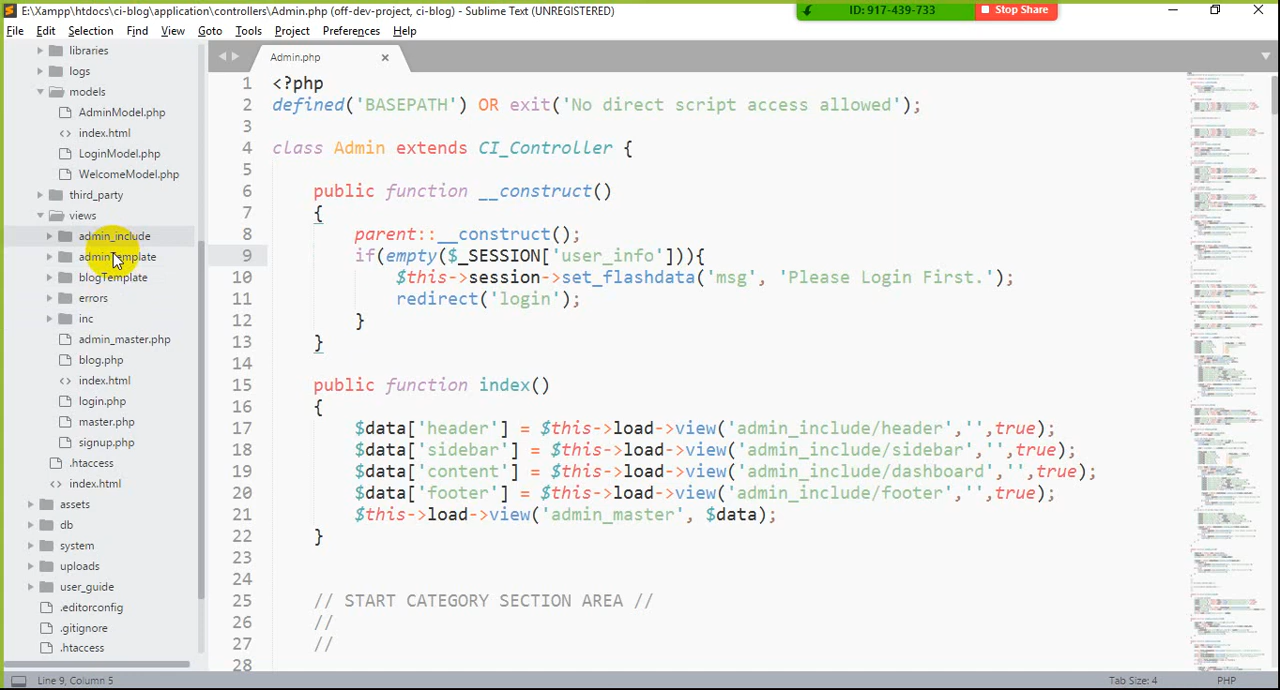 E:\Xampp\htdocs\ci-blog\application\controllers\Admin.php (off-dev-project, ci-blog) - Sublime Text (UNREGISTERED)
ID: 917-439-733
Stop Share
File Edit Selection Find View Goto Tools Project Preferences Help
libraries
logs
models
AdminModel.php
index.html
LoginModel.php
WelcomeModel.php
third_party
views
admin_include
adminTemplate
blogTemplate
errors
inc
admin_master.php
blog.php
index.html
login.php
master.php
signup.php
.htaccess
index.html
assets
db
system
uploads
user_guide
.editorconfig
.gitignore
.htaccess
Admin.php
1 <?php
2 defined('BASEPATH') OR exit('No direct script access allowed');
3
4 class Admin extends CI_Controller {
5
6 public function __construct()
7 {
8 parent::__construct();
9 if(empty($_SESSION['user_info'])){
10 $this->session->set_flashdata('msg', 'Please Login First.');
11 redirect('login');
12 }
13 }
14
15 public function index()
16 {
17 $data['header'] = $this->load->view('admin_include/header','',true);
18 $data['sidebar'] = $this->load->view('admin_include/sidebar','',true);
19 $data['content'] = $this->load->view('admin_include/dashboard','',true);
20 $data['footer'] = $this->load->view('admin_include/footer','',true);
21 $this->load->view('admin_master', $data);
22 }
23
24
25 // START CATEGORY SECTION AREA //
26 //
27 //
28
Line 9, Column 5
Tab Size: 4
PHP